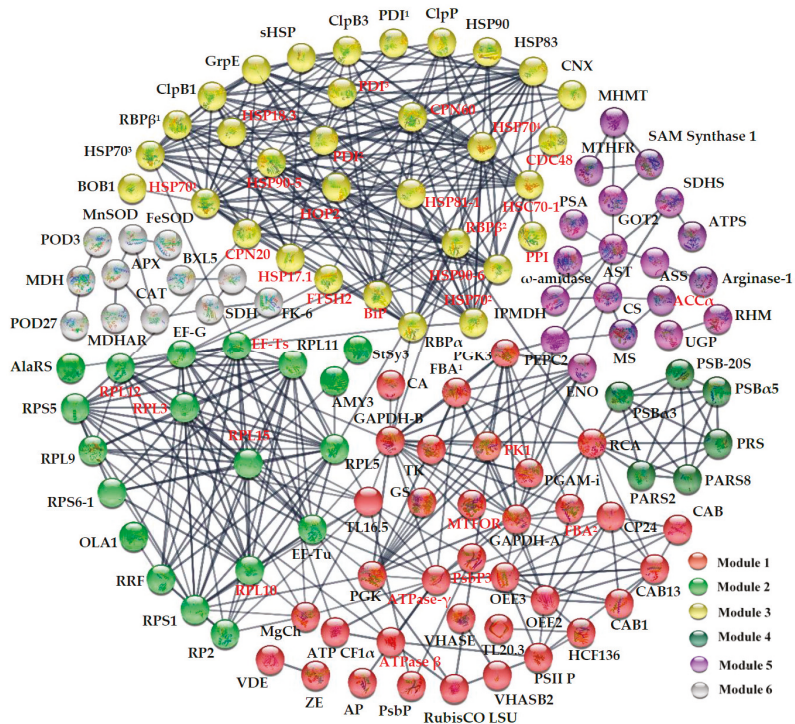 ClpB3
PDI¹
ClpP
HSP90
sHSP
HSP83
GrpE
CNX
ClpB1
PDI³
MHMT
RBPβ¹
HSP18.3
CPN60
SAM Synthase 1
HSP70³
HSP70¹
MTHFR
CDC48
BOB1
HSP90-5
SDHS
HSP70
HOP2
HSP81-1
HSC70-1
PSA
GOT2
MnSOD
FeSOD
RBPβ²
ATPS
POD3
BXL5
CPN20
PPI
AST
APX
HSP17.1
HSP90-6
ω-amidase
ASS
Arginase-1
MDH
CAT
FTSH2
CS
ACCα
SDH
FK-6
BiP
HSP70²
IPMDH
RHM
POD27
MDHAR
EF-G
RBPα
PEPC2
MS
UGP
EF-Ts
RPL11
StSy3
PGK3
FBA¹
PSB-20S
AlaRS
RPL12
CA
ENO
PSBα5
RPS5
RPL3
AMY3
GAPDH-B
PSBα3
RPL15
RCA
PRS
RPL9
RPL5
TK
PK1
PGAM-i
PARS2
PARS8
RPS6-1
GS
TL16.5
MTHOR
GAPDH-A
FBA²
CP24
CAB
OLA1
EF-Tu
PsbP3
RRF
RPL10
PGK
ATPase-γ
OEE3
OEE2
CAB13
RPS1
MgCh
CAB1
RP2
ATP CF1α
ATPase β
VHASE
TL20.3
HCF136
VDE
ZE
AP
PsbP
RubisCO LSU
VHASB2
PSII P
Module 1
Module 2
Module 3
Module 4
Module 5
Module 6